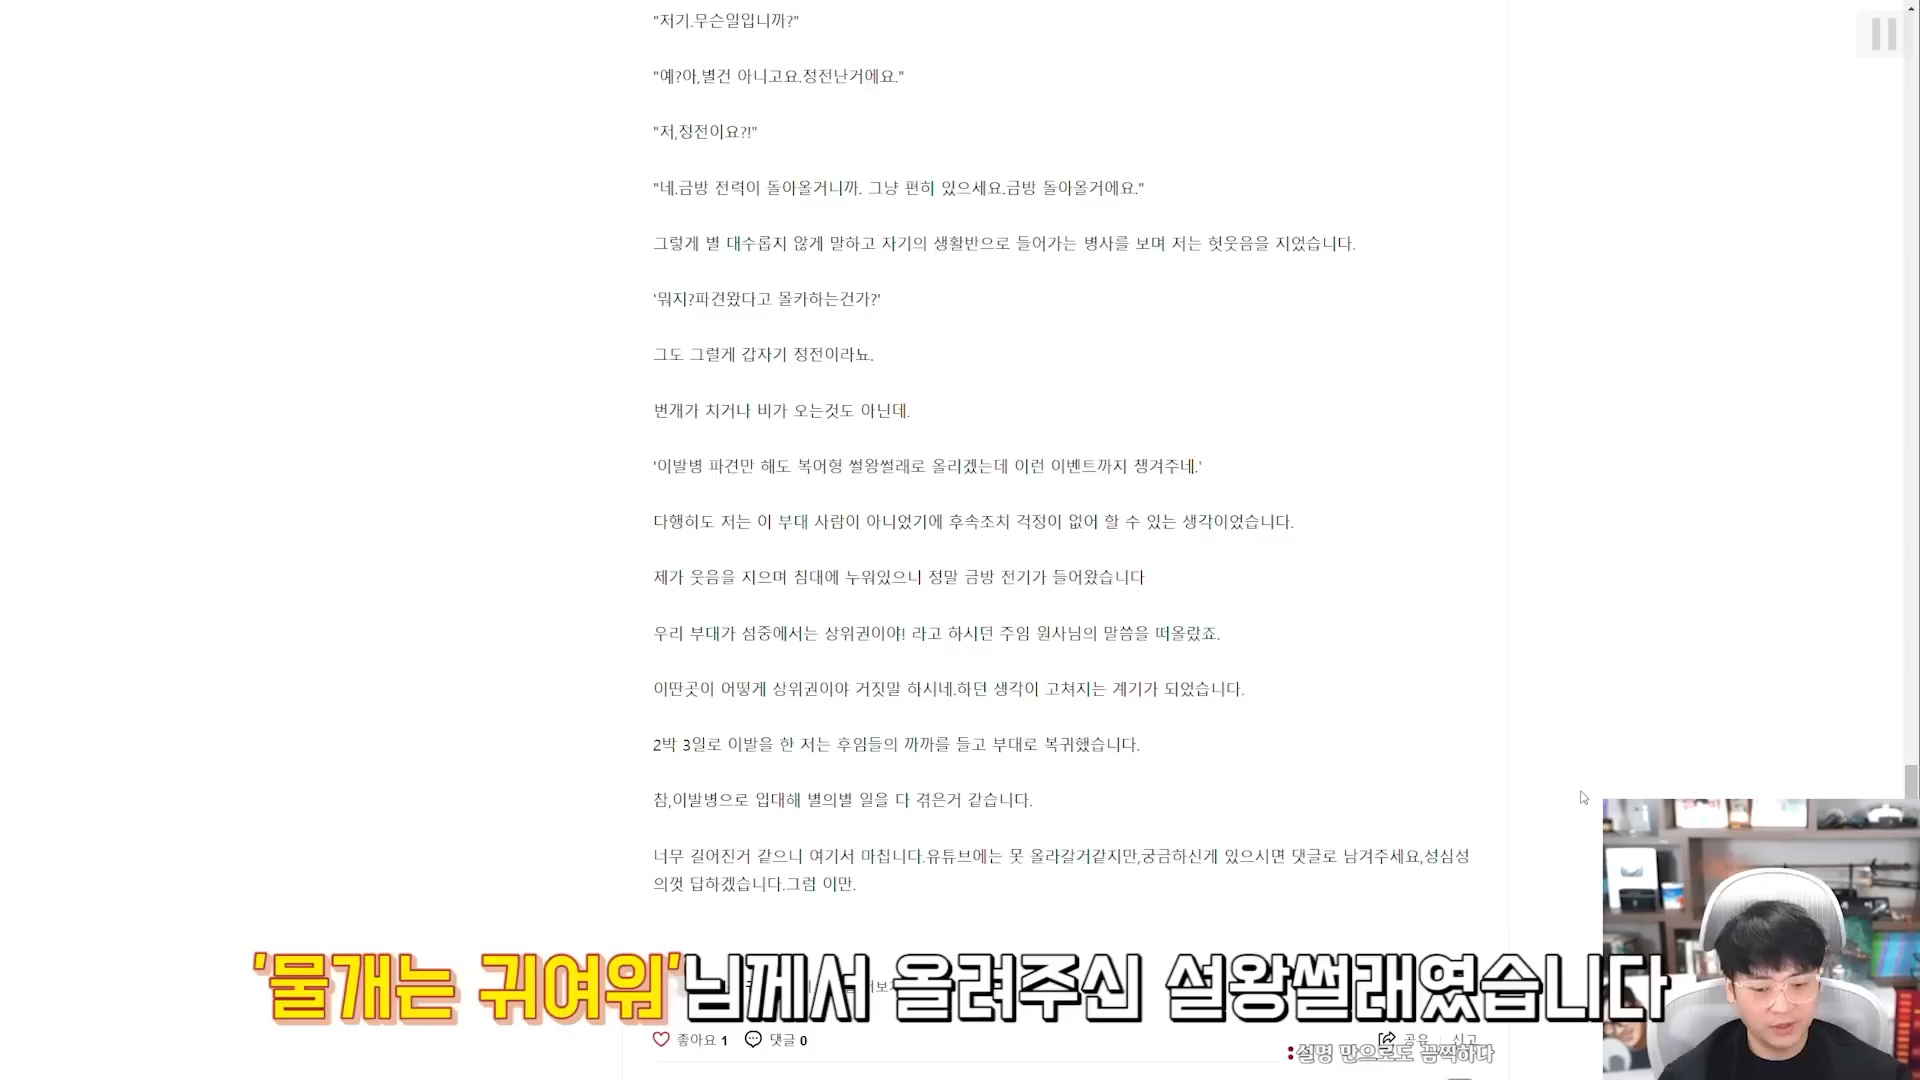 "저기.무슨일입니까?"
"예?아,별건 아니고요.정전난거에요."
"저,정전이요?!"
"네.금방 전력이 돌아올거니까. 그냥 편히 있으세요.금방 돌아올거에요."
그렇게 별 대수롭지 않게 말하고 자기의 생활반으로 들어가는 병사를 보며 저는 헛웃음을 지었습니다.
'뭐지?파견왔다고 몰카하는건가?'
그도 그럴게 갑자기 정전이라뇨.
번개가 치거나 비가 오는것도 아닌데.
'이발병 파견만 해도 복어형 썰왕썰래로 올리겠는데 이런 이벤트까지 챙겨주네.'
다행히도 저는 이 부대 사람이 아니었기에 후속조치 걱정이 없어 할 수 있는 생각이었습니다.
제가 웃음을 지으며 침대에 누워있으니 정말 금방 전기가 들어왔습니다
우리 부대가 섬중에서는 상위권이야! 라고 하시던 주임 원사님의 말씀을 떠올랐죠.
이딴곳이 어떻게 상위권이야 거짓말 하시네.하던 생각이 고쳐지는 계기가 되었습니다.
2박 3일로 이발을 한 저는 후임들의 까까를 들고 부대로 복귀했습니다.
참,이발병으로 입대해 별의별 일을 다 겪은거 같습니다.
너무 길어진거 같으니 여기서 마칩니다.유튜브에는 못 올라갈거같지만,궁금하신게 있으시면 댓글로 남겨주세요,성심성
의껏 답하겠습니다.그럼 이만.
'물개는 귀여워'님께서 올려주신 설왕썰래였습니다
좋아요 1 댓글 0 공유 신고
:설명 만으로도 끔찍하다